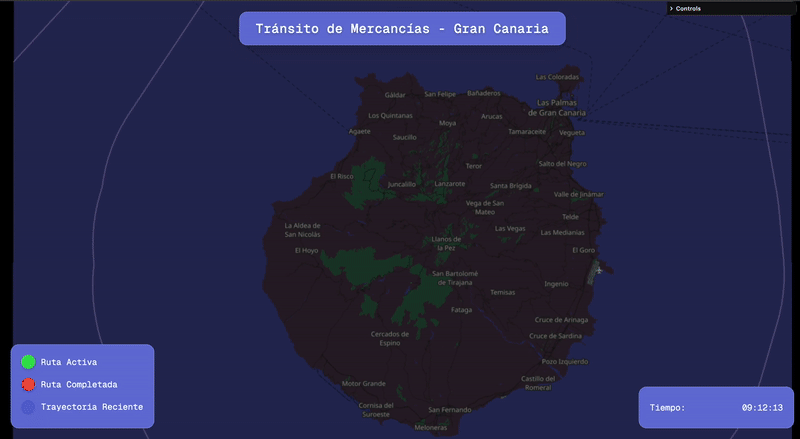 Controls
Tránsito de Mercancías - Gran Canaria
Las Coloradas
Gáldar
San Felipe
Bañaderos
Las Palmas
de Gran Canaria
Los Quintanas
Arucas
Moya
Agaete
Saucillo
Tamaraceite
Vegueta
Teror
Salto del Negro
El Risco
Juncalillo
Lanzarote
Santa Brígida
Valle de Jinámar
Vega de San
Mateo
Telde
La Aldea de
San Nicolás
Las Vegas
Las Medianías
El Hoyo
Llanos de
la Pez
El Goro
San Bartolomé
de Tirajana
Ingenio
Temisas
Fataga
Cruce de Arinaga
Cercados de
Espino
Cruce de Sardina
Pozo Izquierdo
Motor Grande
Castillo del
Romeral
Cornisa del
Suroeste
San Fernando
Meloneras
Ruta Activa
Ruta Completada
Trayectoria Reciente
Tiempo: 09:12:13